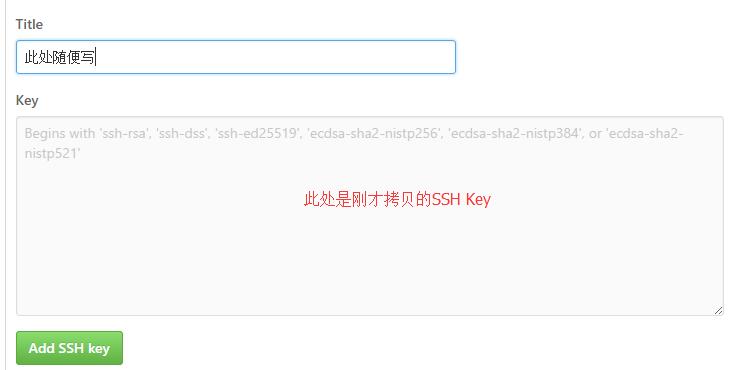 Title
此处随便写
Key
Begins with 'ssh-rsa', 'ssh-dss', 'ssh-ed25519', 'ecdsa-sha2-nistp256', 'ecdsa-sha2-nistp384', or 'ecdsa-sha2-
nistp521'
此处是刚才拷贝的SSH Key
Add SSH key